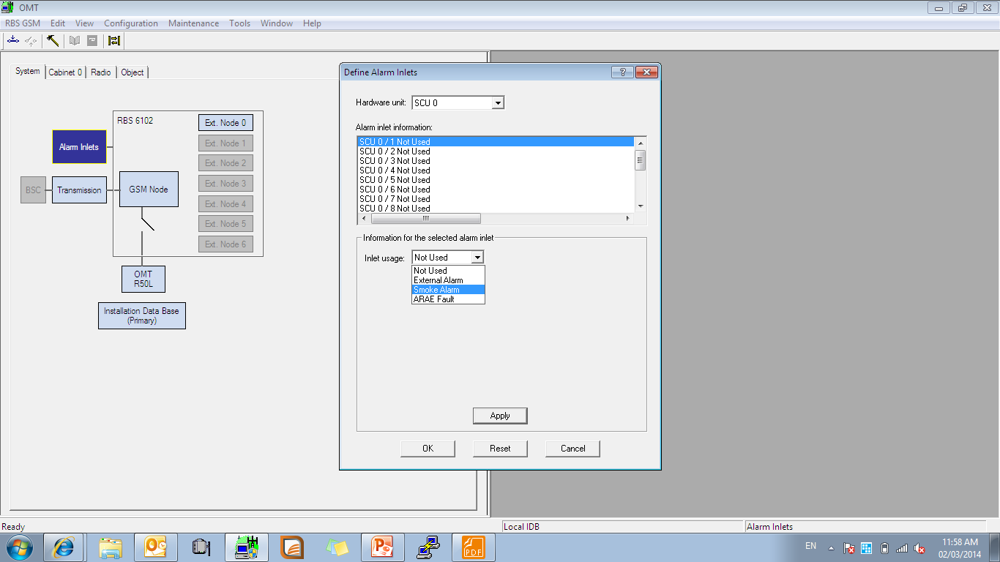 OMT
RBS GSM Edit View Configuration Maintenance Tools Window Help
System Cabinet 0 Radio Object
RBS 6102
Ext. Node 0
Ext. Node 1
Ext. Node 2
Ext. Node 3
Ext. Node 4
Ext. Node 5
Ext. Node 6
Alarm Inlets
BSC
Transmission
GSM Node
OMT
R50L
Installation Data Base
(Primary)
Define Alarm Inlets
?
Hardware unit: SCU 0
Alarm inlet information:
SCU 0 / 1 Not Used
SCU 0 / 2 Not Used
SCU 0 / 3 Not Used
SCU 0 / 4 Not Used
SCU 0 / 5 Not Used
SCU 0 / 6 Not Used
SCU 0 / 7 Not Used
SCU 0 / 8 Not Used
Information for the selected alarm inlet
Inlet usage: Not Used
Not Used
External Alarm
Smoke Alarm
ARAE Fault
Apply
OK Reset Cancel
Ready Local IDB Alarm Inlets
PDF
EN
11:58 AM
02/03/2014